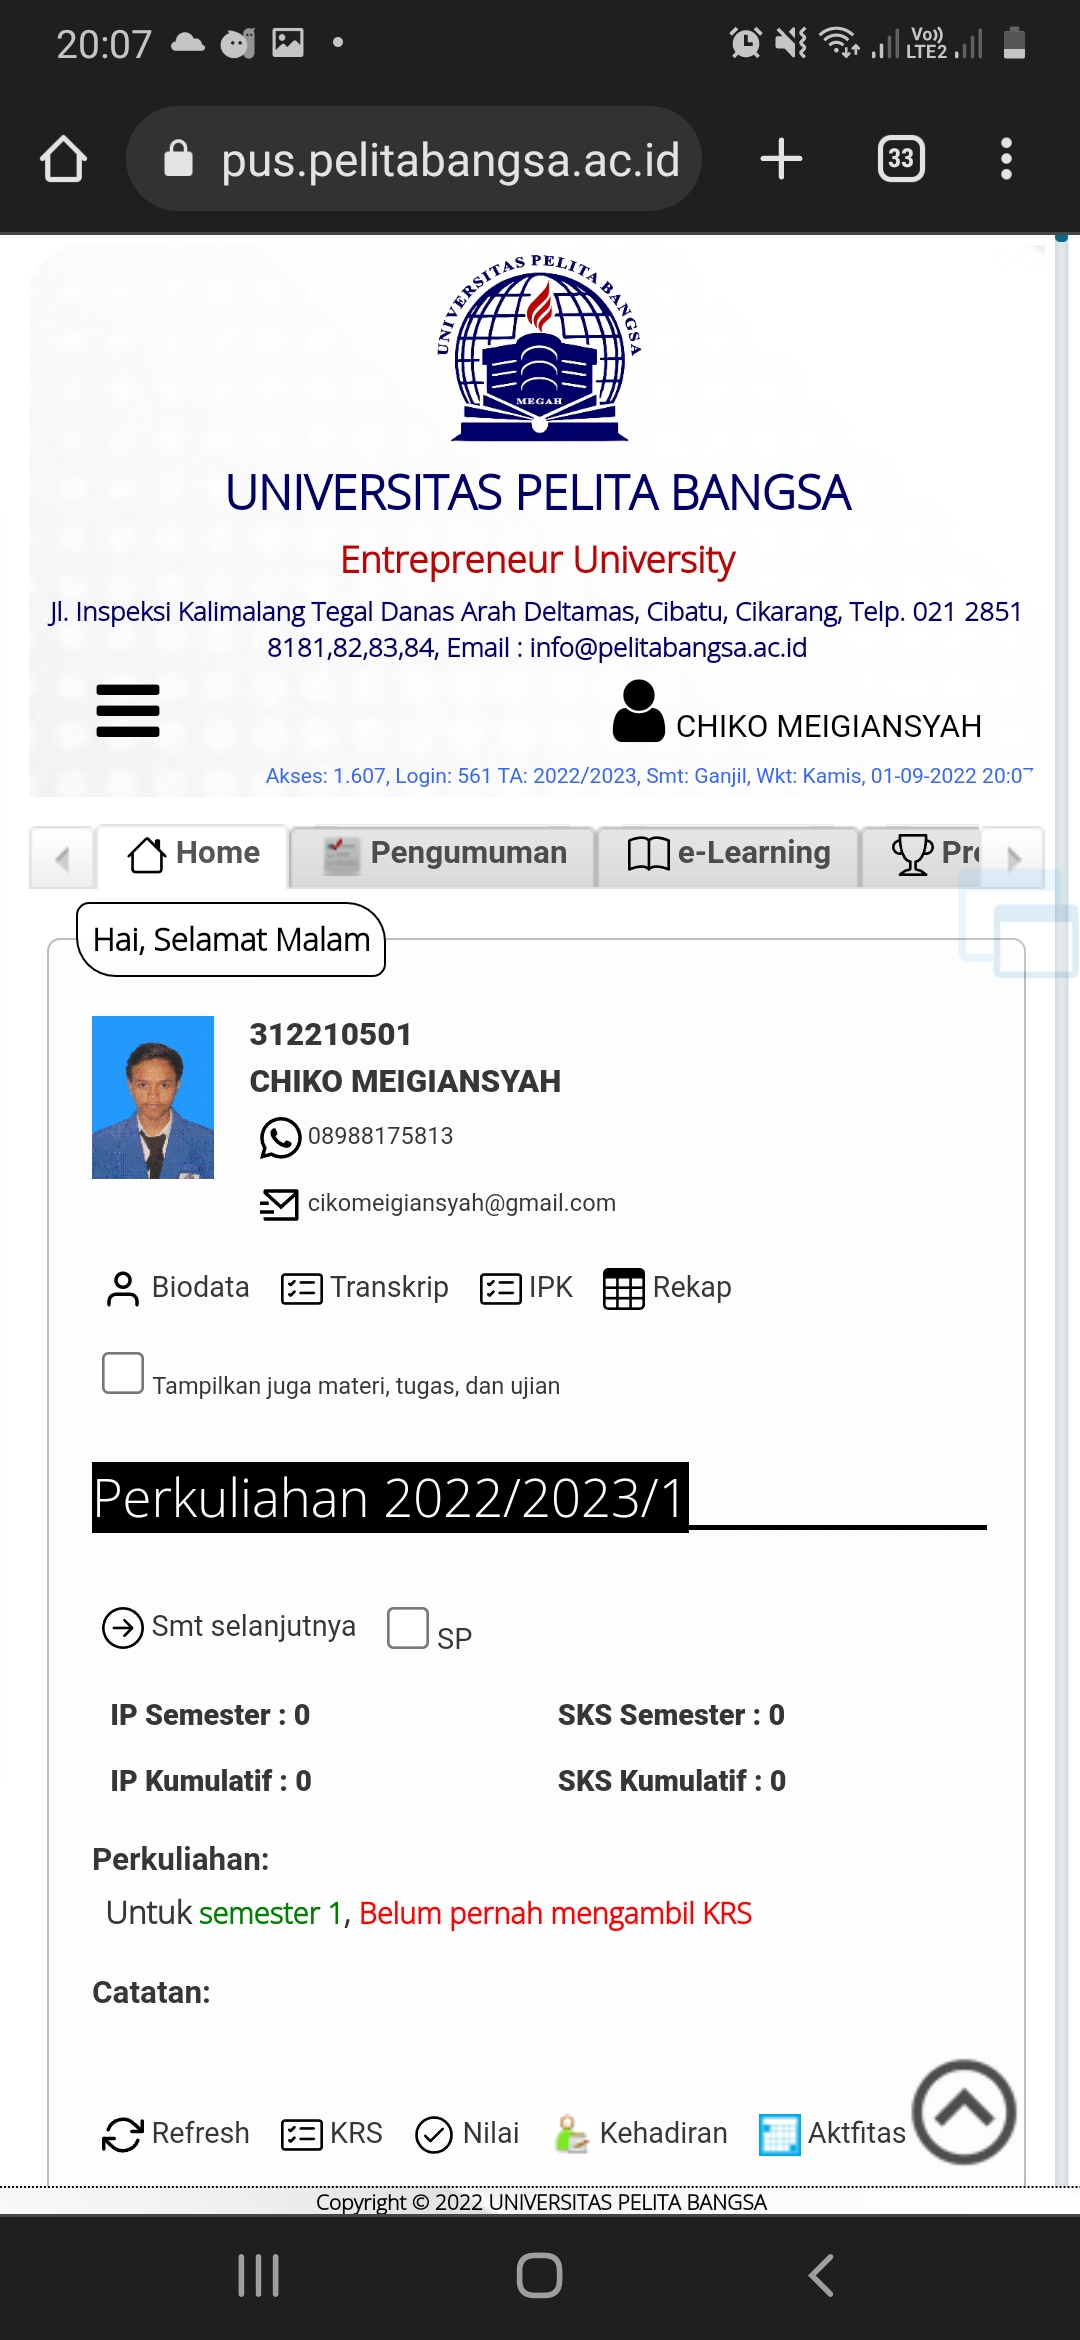 20:07
Vo))
LTE2
pus.pelitabangsa.ac.id
33
UNIVERSITAS PELITA BANGSA
MEGAH
UNIVERSITAS PELITA BANGSA
Entrepreneur University
Jl. Inspeksi Kalimalang Tegal Danas Arah Deltamas, Cibatu, Cikarang, Telp. 021 2851
8181,82,83,84, Email : info@pelitabangsa.ac.id
CHIKO MEIGIANSYAH
Akses: 1.607, Login: 561 TA: 2022/2023, Smt: Ganjil, Wkt: Kamis, 01-09-2022 20:07
Home
Pengumuman
e-Learning
Hai, Selamat Malam
312210501
CHIKO MEIGIANSYAH
08988175813
cikomeigiansyah@gmail.com
Biodata Transkrip IPK Rekap
Tampilkan juga materi, tugas, dan ujian
Perkuliahan 2022/2023/1
Smt selanjutnya SP
IP Semester : 0 SKS Semester : 0
IP Kumulatif : 0 SKS Kumulatif : 0
Perkuliahan:
Untuk semester 1, Belum pernah mengambil KRS
Catatan:
Refresh KRS Nilai Kehadiran Aktfitas
Copyright © 2022 UNIVERSITAS PELITA BANGSA